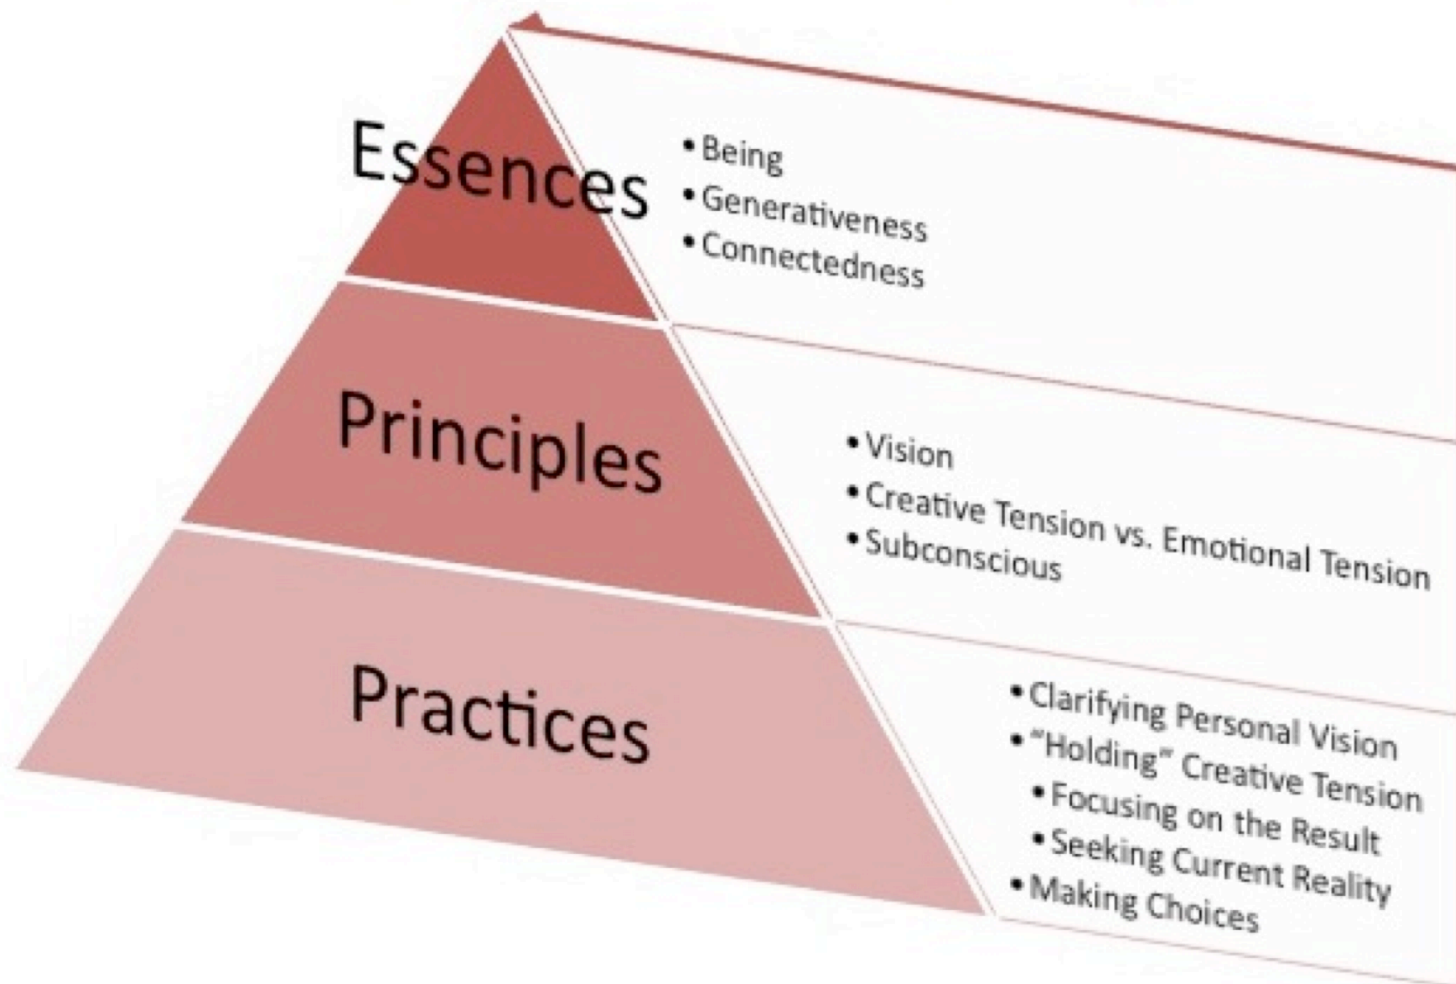 Essences
• Being
• Generativeness
• Connectedness
Principles
• Vision
• Creative Tension vs. Emotional Tension
• Subconscious
Practices
• Clarifying Personal Vision
• “Holding” Creative Tension
• Focusing on the Result
• Seeking Current Reality
• Making Choices